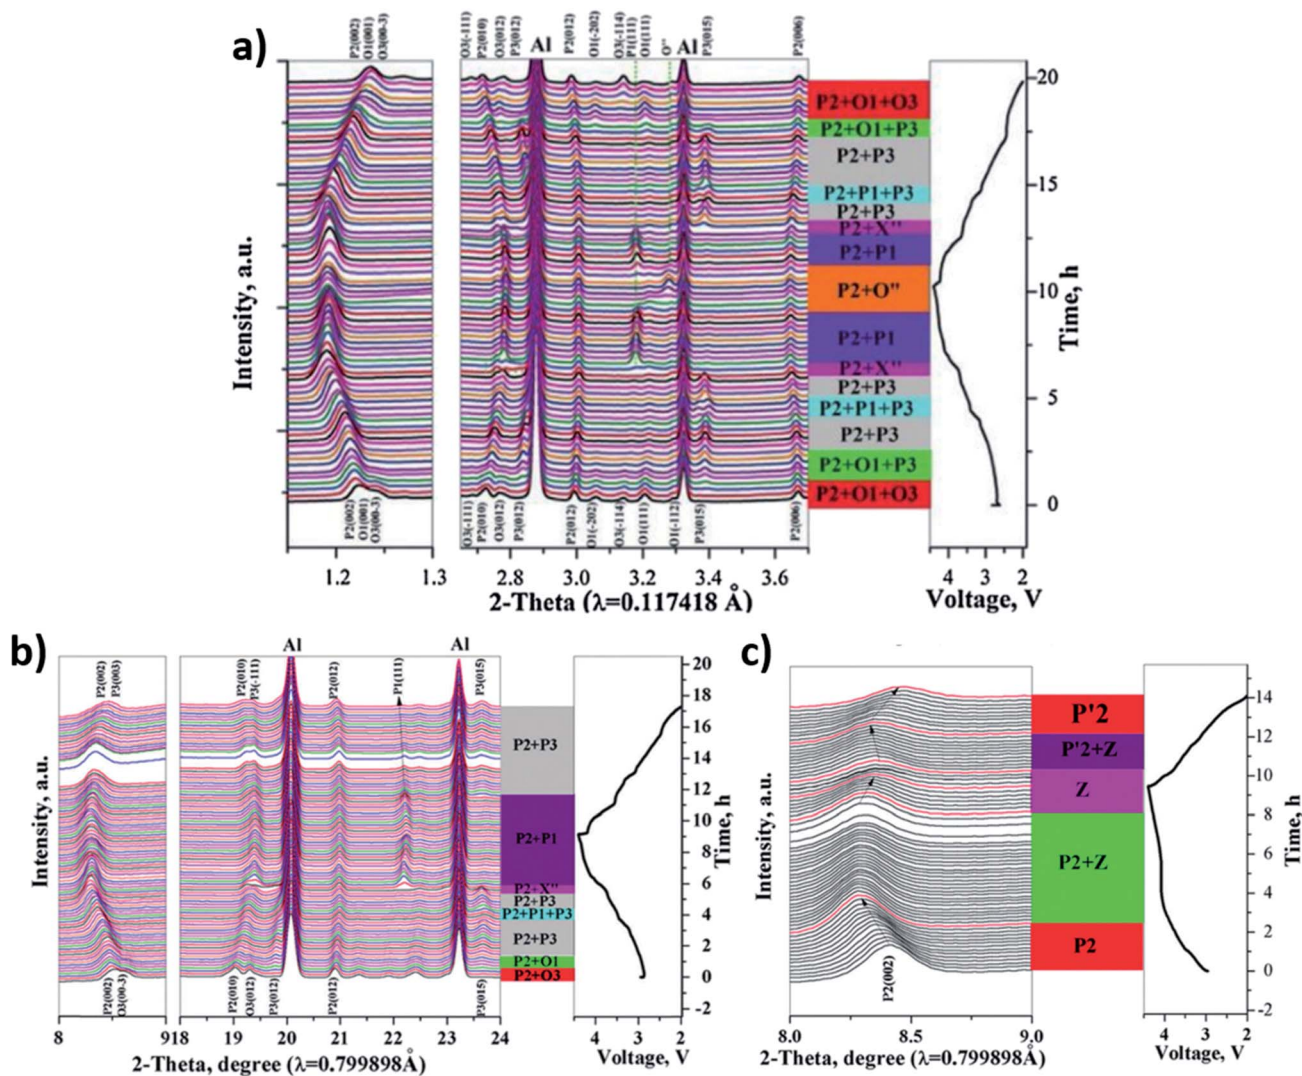 a)
P2(002)
O1(001)
O3(00-3)
O3(-111)
P2(010)
O3(012)
P3(012)
Al
P2(012)
O1(-202)
O3(-114)
P1(111)
O1(111)
O"
Al
P3(015)
P2(006)
Intensity, a.u.
P2+O1+O3
P2+O1+P3
P2+P3
P2+P1+P3
P2+P3
P2+X"
P2+P1
P2+O"
P2+P1
P2+X"
P2+P3
P2+P1+P3
P2+P3
P2+O1+P3
P2+O1+O3
20
15
10
5
0
Time, h
P2(002)
O1(001)
O3(00-3)
O3(-111)
P2(010)
O3(012)
P3(012)
P2(012)
O1(-202)
O3(-114)
O1(111)
O1(-112)
P3(015)
P2(006)
1.2 1.3 2.8 3.0 3.2 3.4 3.6 4 3 2
2-Theta (λ=0.117418 Å) Voltage, V
b)
Al Al
P2(002)
P3(003)
P2(010)
P3(-111)
P2(012)
P1(111)
P3(015)
Intensity, a.u.
P2+P3
P2+P1
P2+X"
P2+P3
P2+P1+P3
P2+P3
P2+O1
P2+O3
20
18
16
14
12
10
8
6
4
2
0
-2
Time, h
P2(002)
O3(00-3)
P2(010)
O3(012)
P3(012)
P2(012)
P3(015)
8 9 18 19 20 21 22 23 24 4 3 2
2-Theta, degree (λ=0.799898Å) Voltage, V
c)
Intensity, a.u.
P2(002)
P'2
P'2+Z
Z
P2+Z
P2
14
12
10
8
6
4
2
0
-2
Time, h
8.0 8.5 9.0 4 3 2
2-Theta, degree (λ=0.799898Å) Voltage, V